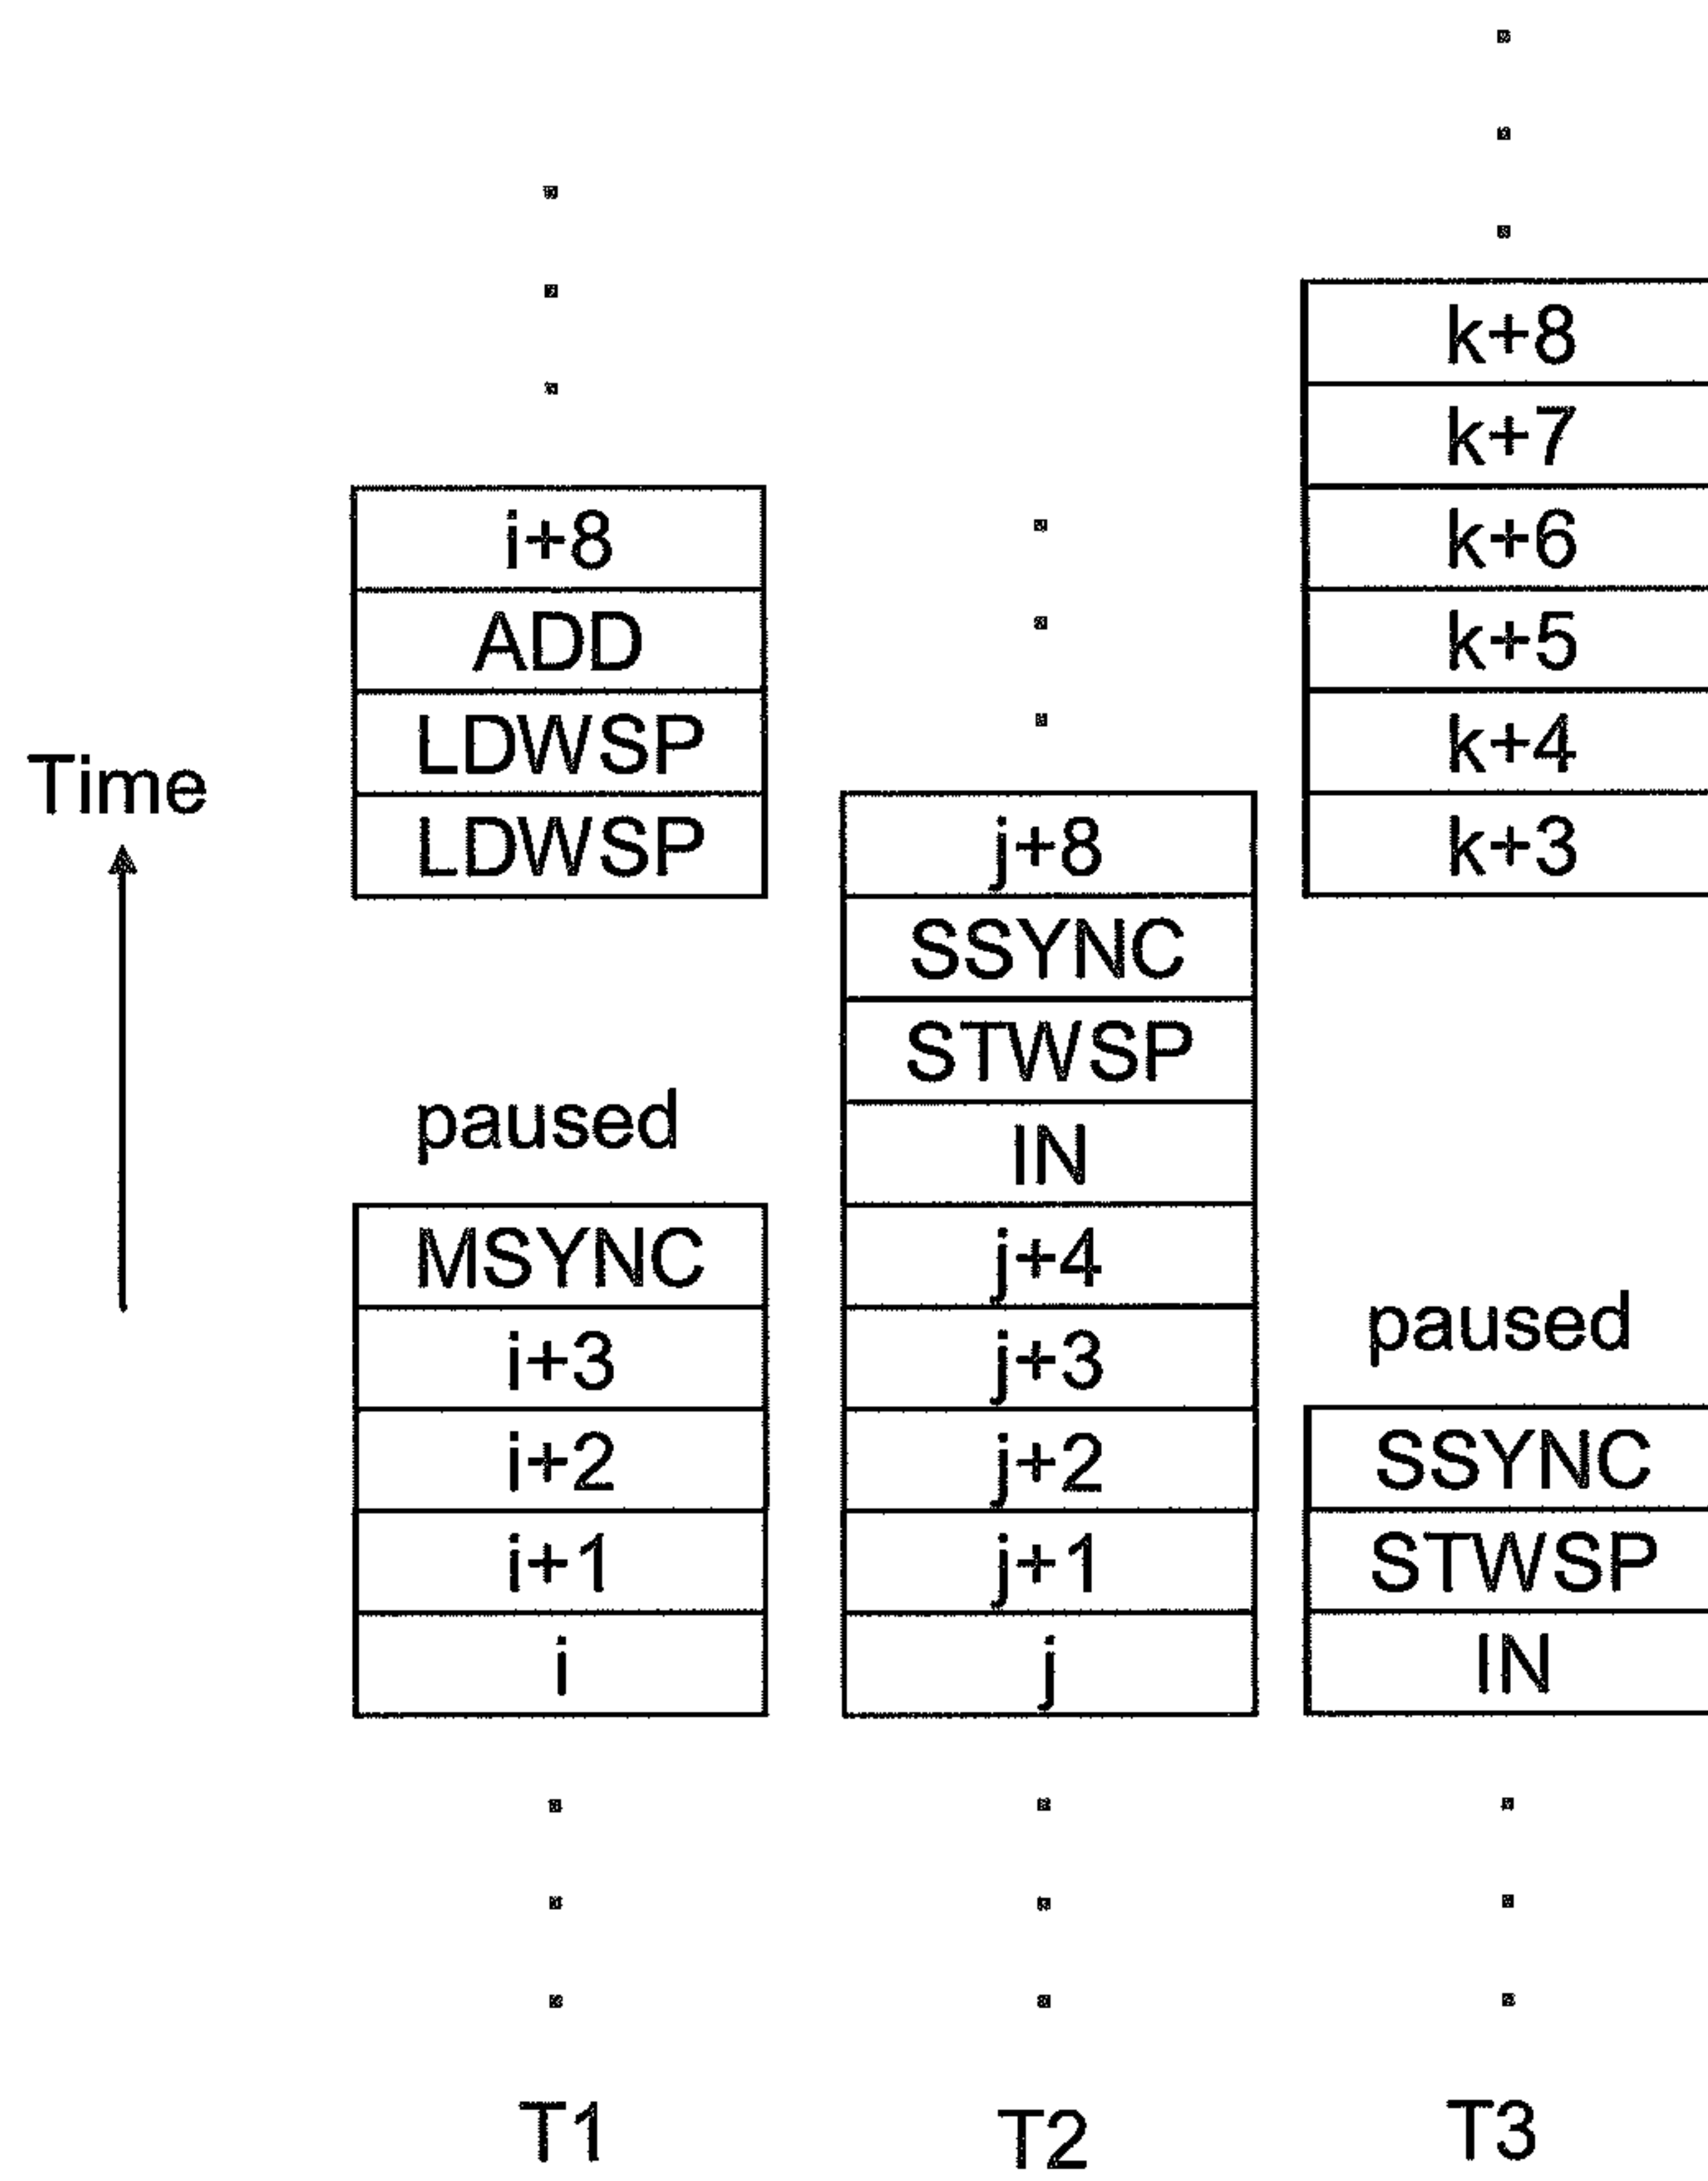 k+8
k+7
i+8
k+6
ADD
k+5
LDWSP
k+4
Time
LDWSP
j+8
k+3
SSYNC
STWSP
paused
IN
MSYNC
j+4
i+3
j+3
paused
i+2
j+2
SSYNC
i+1
j+1
STWSP
i
j
IN
T1
T2
T3